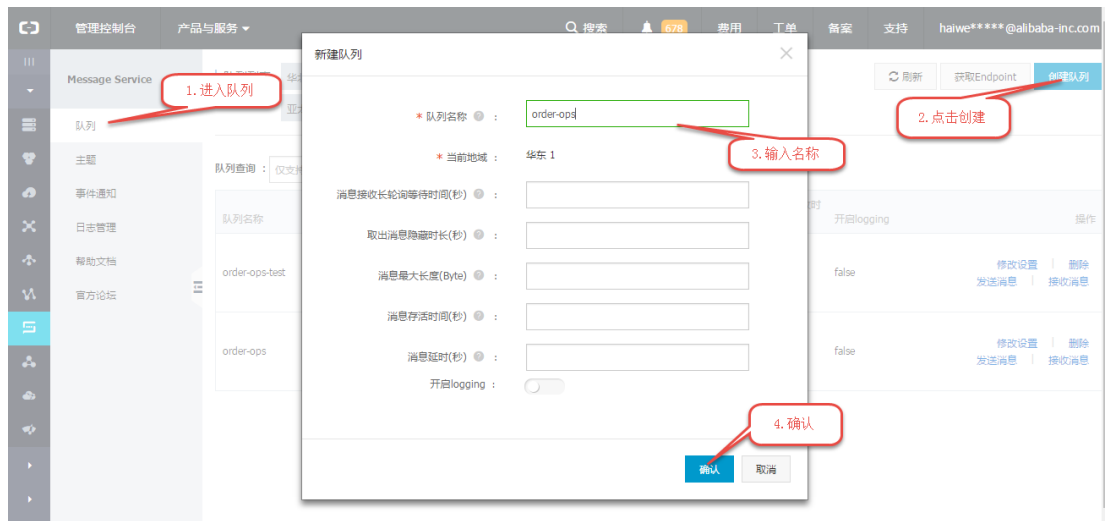 管理控制台 产品与服务 搜索 678 费用 工单 备案 支持 haiwe*****@alibaba-inc.com
新建队列
Message Service
刷新 获取Endpoint 创建队列
1.进入队列
2.点击创建
* 队列名称 : order-ops
队列
* 当前地域 : 华东 1
3.输入名称
主题
队列查询 : 仅支持
消息接收长轮询等待时间(秒) :
事件通知
队列名称
开启logging 操作
日志管理
取出消息隐藏时长(秒) :
帮助文档
order-ops-test
消息最大长度(Byte) :
false
修改设置 删除
发送消息 接收消息
官方论坛
消息存活时间(秒) :
order-ops
消息延时(秒) :
false
修改设置 删除
发送消息 接收消息
开启logging :
4.确认
确认 取消